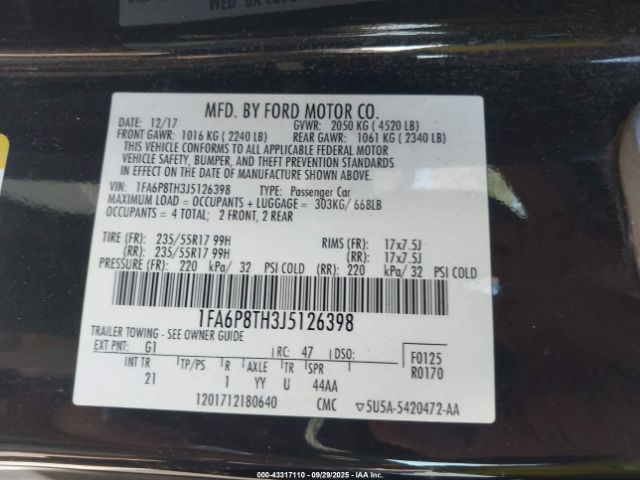 MFD. BY FORD MOTOR CO.
DATE: 12/17 GVWR: 2050 KG ( 4520 LB)
FRONT GAWR: 1016 KG ( 2240 LB) REAR GAWR: 1061 KG ( 2340 LB)
THIS VEHICLE CONFORMS TO ALL APPLICABLE FEDERAL MOTOR
VEHICLE SAFETY, BUMPER, AND THEFT PREVENTION STANDARDS
IN EFFECT ON THE DATE OF MANUFACTURE SHOWN ABOVE.
VIN: 1FA6P8TH3J5126398 TYPE: Passenger Car
MAXIMUM LOAD = OCCUPANTS + LUGGAGE = 303KG/ 668LB
OCCUPANTS = 4 TOTAL; 2 FRONT, 2 REAR
TIRE (FR): 235/55R17 99H RIMS (FR): 17x7.5J
(RR): 235/55R17 99H (RR): 17x7.5J
PRESSURE (FR): 220 kPa/ 32 PSI COLD (RR): 220 kPa/ 32 PSI COLD
1FA6P8TH3J5126398
TRAILER TOWING - SEE OWNER GUIDE
EXT PNT: G1 RC: 47 DSO: F0125
INT TR TP/PS R AXLE TR SPR R0170
21 1 YY U 44AA
1201712180640 CMC ▽5U5A-5420472-AA
000-43317110 - 09/29/2025 - IAAI.CA